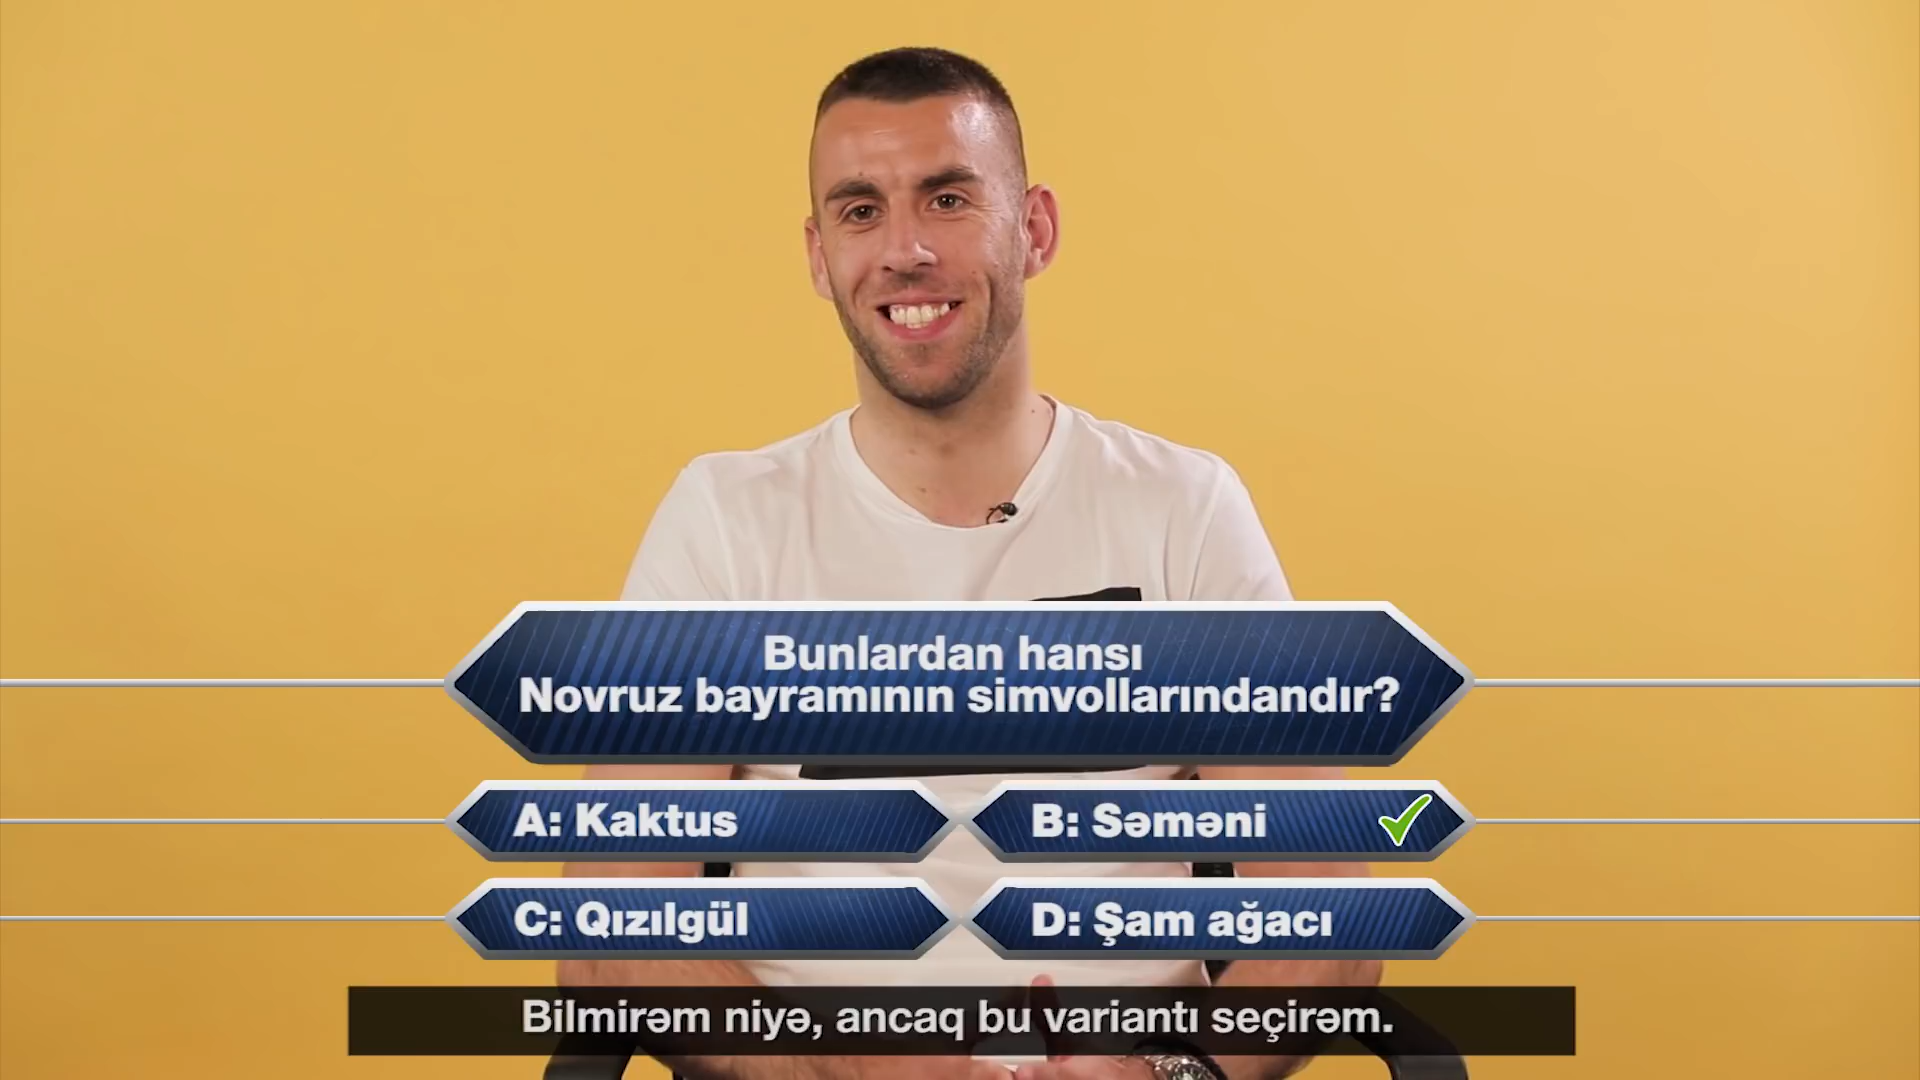 Bunlardan hansı
Novruz bayramının simvollarındandır?
A: Kaktus
B: Səməni
C: Qızılgül
D: Şam ağacı
Bilmirəm niyə, ancaq bu variantı seçirəm.